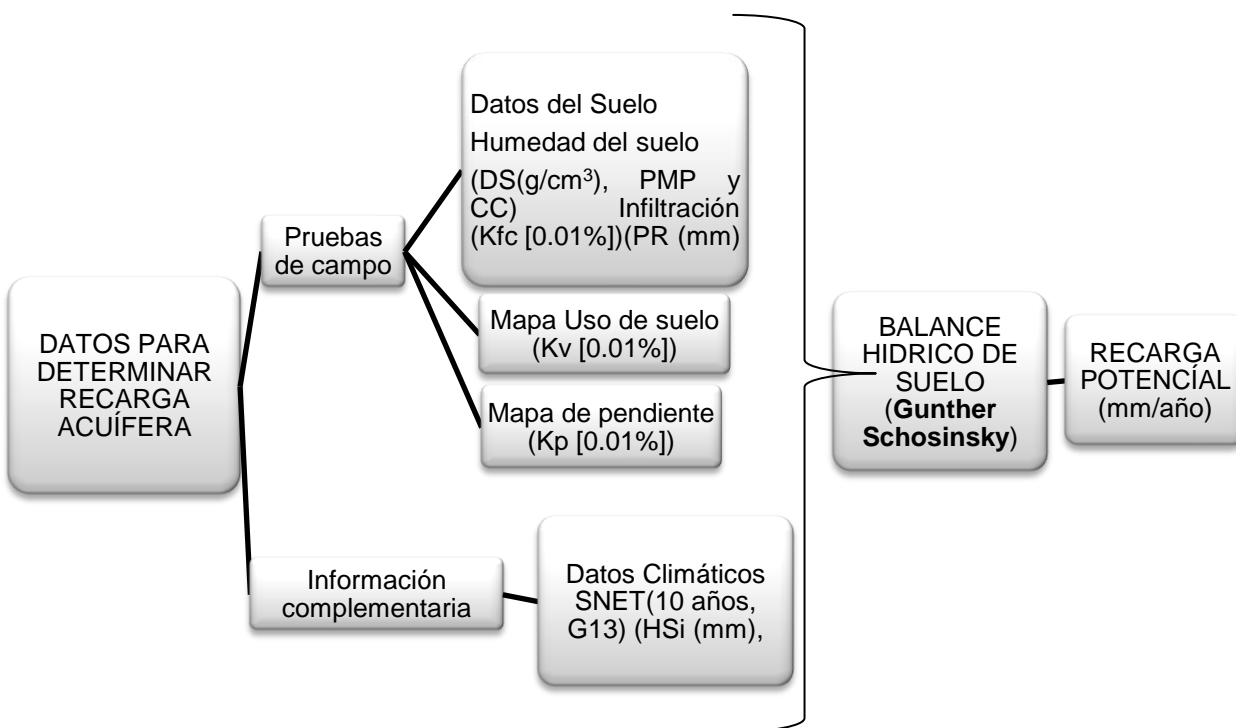 DATOS PARA
DETERMINAR
RECARGA
ACUÍFERA
Pruebas
de campo
Datos del Suelo
Humedad del suelo
(DS(g/cm³), PMP y
CC) Infiltración
(Kfc [0.01%])(PR (mm)
Mapa Uso de suelo
(Kv [0.01%])
Mapa de pendiente
(Kp [0.01%])
Información
complementaria
Datos Climáticos
SNET(10 años,
G13) (HSi (mm),
BALANCE
HIDRICO DE
SUELO
(Gunther
Schosinsky)
RECARGA
POTENCÍAL
(mm/año)